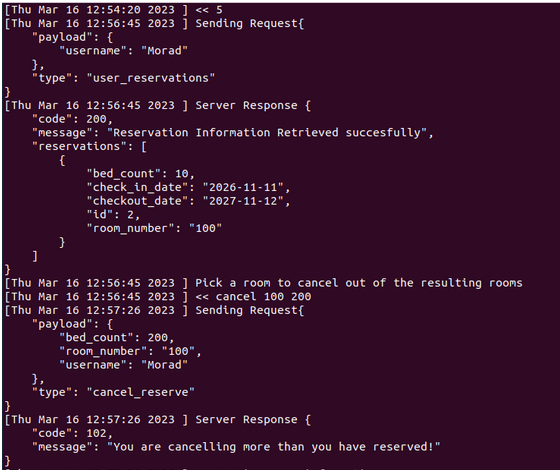 [Thu Mar 16 12:54:20 2023 ] << 5
[Thu Mar 16 12:56:45 2023 ] Sending Request{
    "payload": {
        "username": "Morad"
    },
    "type": "user_reservations"
}
[Thu Mar 16 12:56:45 2023 ] Server Response {
    "code": 200,
    "message": "Reservation Information Retrieved succesfully",
    "reservations": [
        {
            "bed_count": 10,
            "check_in_date": "2026-11-11",
            "checkout_date": "2027-11-12",
            "id": 2,
            "room_number": "100"
        }
    ]
}
[Thu Mar 16 12:56:45 2023 ] Pick a room to cancel out of the resulting rooms
[Thu Mar 16 12:56:45 2023 ] << cancel 100 200
[Thu Mar 16 12:57:26 2023 ] Sending Request{
    "payload": {
        "bed_count": 200,
        "room_number": "100",
        "username": "Morad"
    },
    "type": "cancel_reserve"
}
[Thu Mar 16 12:57:26 2023 ] Server Response {
    "code": 102,
    "message": "You are cancelling more than you have reserved!"
}